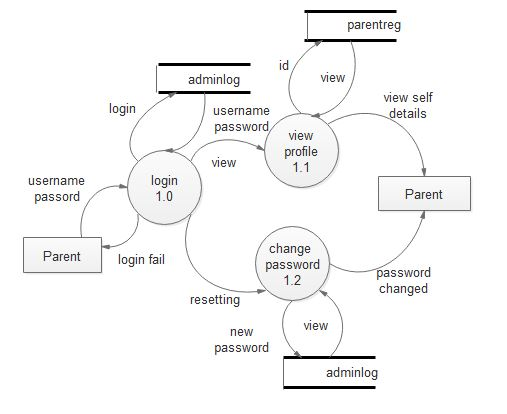 parentreg
id
view
adminlog
login
username
password
view self
details
view
profile
1.1
view
username
passord
login
1.0
Parent
Parent
login fail
change
password
1.2
resetting
password
changed
new
password
view
adminlog